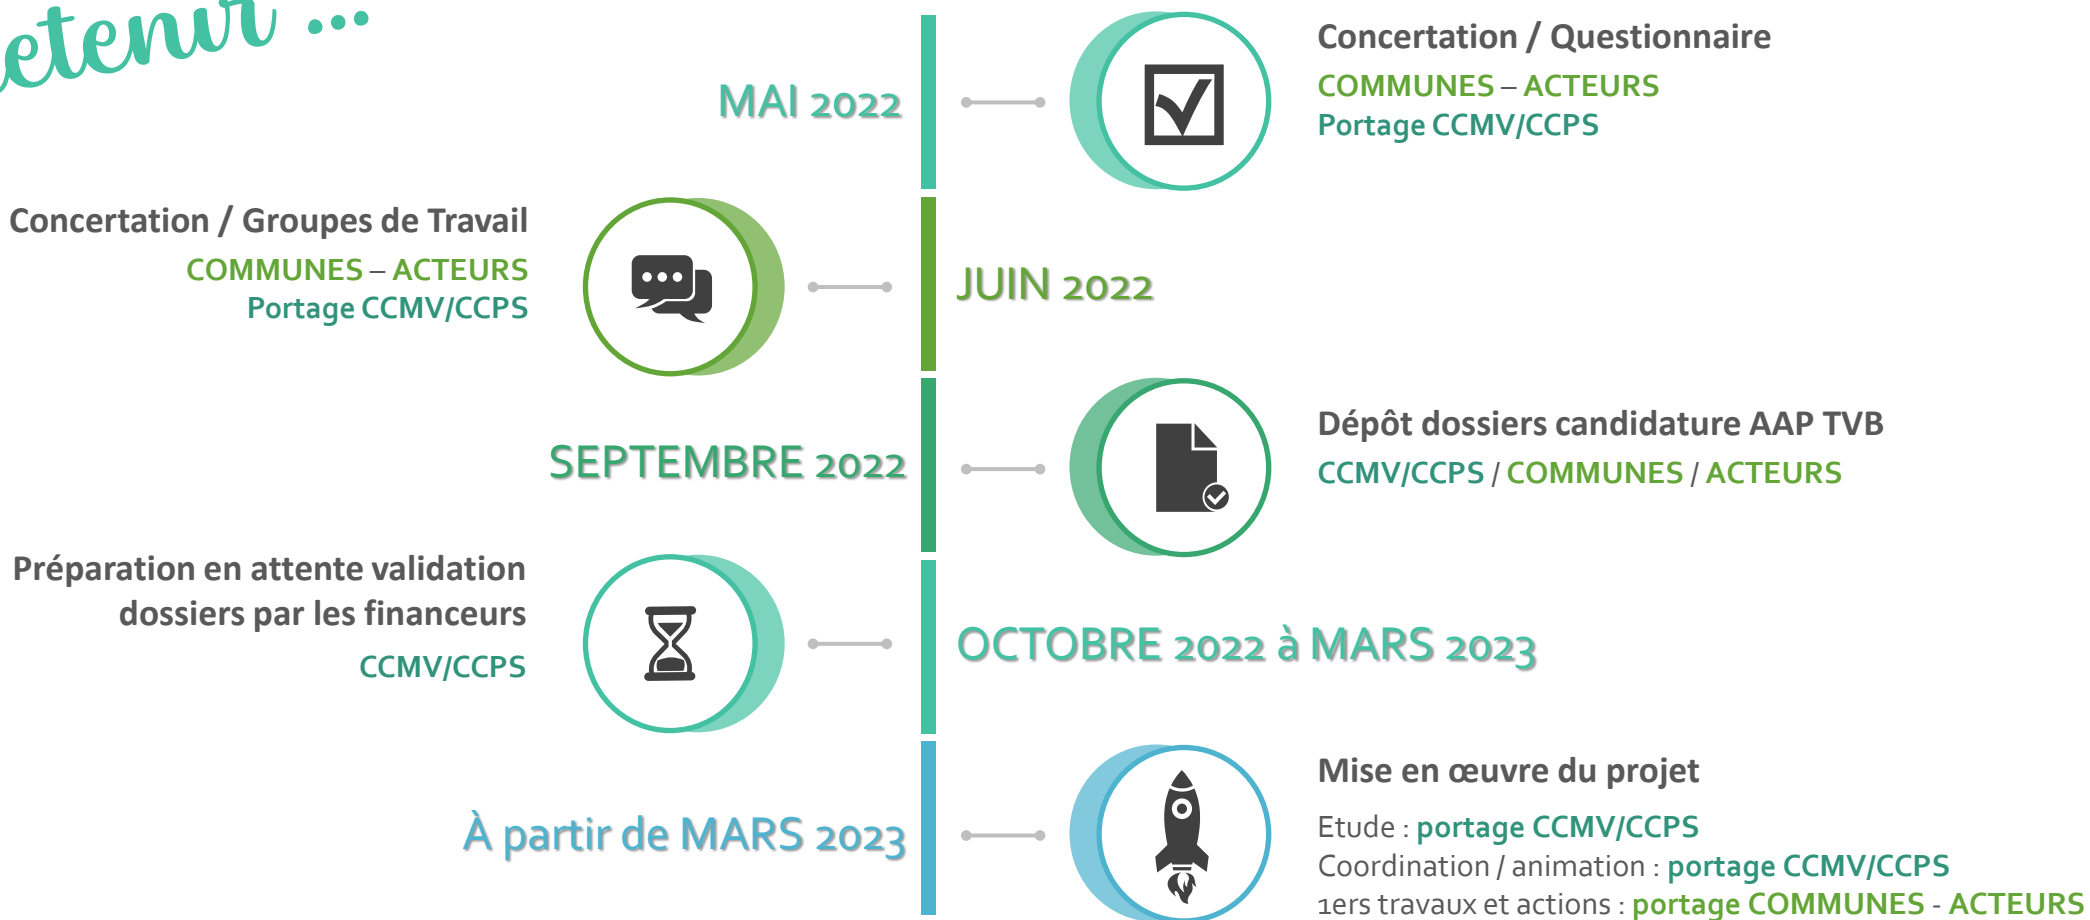 MAI 2022
Concertation / Questionnaire
COMMUNES – ACTEURS
Portage CCMV/CCPS
Concertation / Groupes de Travail
COMMUNES – ACTEURS
Portage CCMV/CCPS
JUIN 2022
SEPTEMBRE 2022
Dépôt dossiers candidature AAP TVB
CCMV/CCPS / COMMUNES / ACTEURS
Préparation en attente validation
dossiers par les financeurs
CCMV/CCPS
OCTOBRE 2022 à MARS 2023
À partir de MARS 2023
Mise en œuvre du projet
Etude : portage CCMV/CCPS
Coordination / animation : portage CCMV/CCPS
1ers travaux et actions : portage COMMUNES - ACTEURS